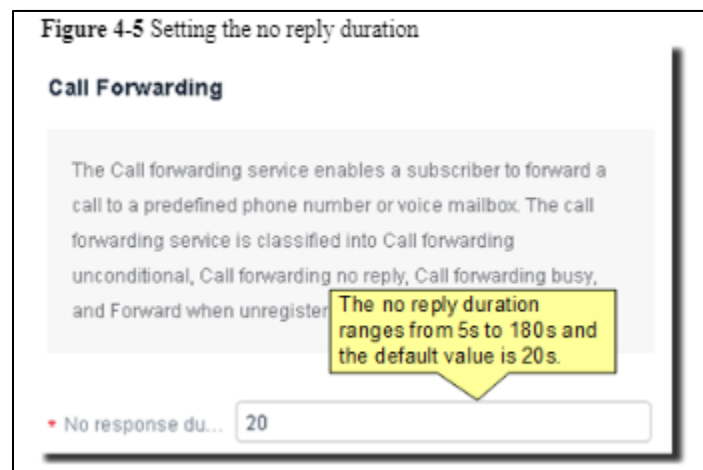 Figure 4-5 Setting the no reply duration
Call Forwarding
The Call forwarding service enables a subscriber to forward a
call to a predefined phone number or voice mailbox. The call
forwarding service is classified into Call forwarding
unconditional, Call forwarding no reply, Call forwarding busy,
and Forward when unregister
The no reply duration
ranges from 5s to 180s and
the default value is 20s.
* No response du... 20